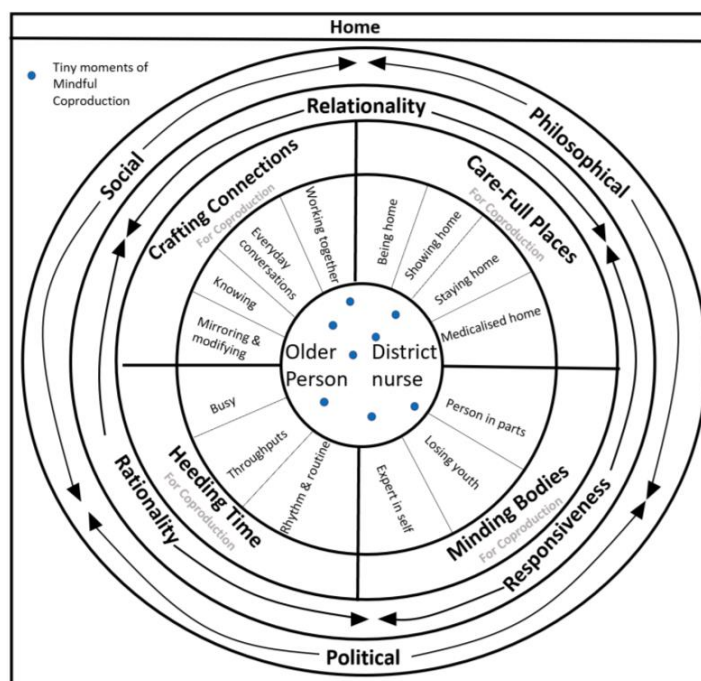 Home
Tiny moments of
Mindful
Coproduction
Relationality
Social
Philosophical
Crafting Connections
For Coproduction
Care-Full Places
For Coproduction
Working together
Everyday
conversations
Knowing
Mirroring &
modifying
Being home
Showing home
Staying home
Medicalised home
Older
Person
District
nurse
Busy
Throughputs
Rhythm & routine
Person in parts
Losing youth
Expert in self
Heeding Time
For Coproduction
Minding Bodies
For Coproduction
Rationality
Responsiveness
Political